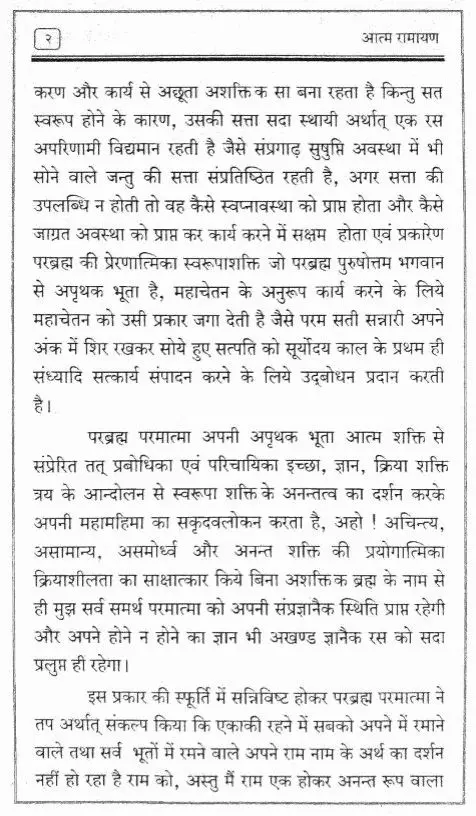 २
आत्म रामायण
करण और कार्य से अछूता अशक्तिक सा बना रहता है किन्तु सत
स्वरूप होने के कारण, उसकी सत्ता सदा स्थायी अर्थात् एक रस
अपरिणामी विद्यमान रहती है जैसे संप्रगाढ़ सुषुप्ति अवस्था में भी
सोने वाले जन्तु की सत्ता संप्रतिष्ठित रहती है, अगर सत्ता की
उपलब्धि न होती तो वह कैसे स्वप्नावस्था को प्राप्त होता और कैसे
जाग्रत अवस्था को प्राप्त कर कार्य करने में सक्षम होता एवं प्रकारेण
परब्रह्म की प्रेरणात्मिका स्वरूपाशक्ति जो परब्रह्म पुरुषोत्तम भगवान
से अपृथक भूता है, महाचेतन के अनुरूप कार्य करने के लिये
महाचेतन को उसी प्रकार जगा देती है जैसे परम सती सन्नारी अपने
अंक में शिर रखकर सोये हुए सत्पति को सूर्योदय काल के प्रथम ही
संध्यादि सत्कार्य संपादन करने के लिये उद्बोधन प्रदान करती
है।
परब्रह्म परमात्मा अपनी अपृथक भूता आत्म शक्ति से
संप्रेरित तत् प्रबोधिका एवं परिचायिका इच्छा, ज्ञान, क्रिया शक्ति
त्रय के आन्दोलन से स्वरूपा शक्ति के अनन्तत्व का दर्शन करके
अपनी महामहिमा का सकृदवलोकन करता है, अहो ! अचिन्त्य,
असामान्य, असमोर्ध्व और अनन्त शक्ति की प्रयोगात्मिका
क्रियाशीलता का साक्षात्कार किये बिना अशक्तिक ब्रह्म के नाम से
ही मुझ सर्व समर्थ परमात्मा को अपनी संप्रज्ञानैक स्थिति प्राप्त रहेगी
और अपने होने न होने का ज्ञान भी अखण्ड ज्ञानैक रस को सदा
प्रलुप्त ही रहेगा।
इस प्रकार की स्फूर्ति में सन्निविष्ट होकर परब्रह्म परमात्मा ने
तप अर्थात् संकल्प किया कि एकाकी रहने में सबको अपने में रमाने
वाले तथा सर्व भूतों में रमने वाले अपने राम नाम के अर्थ का दर्शन
नहीं हो रहा है राम को, अस्तु मैं राम एक होकर अनन्त रूप वाला